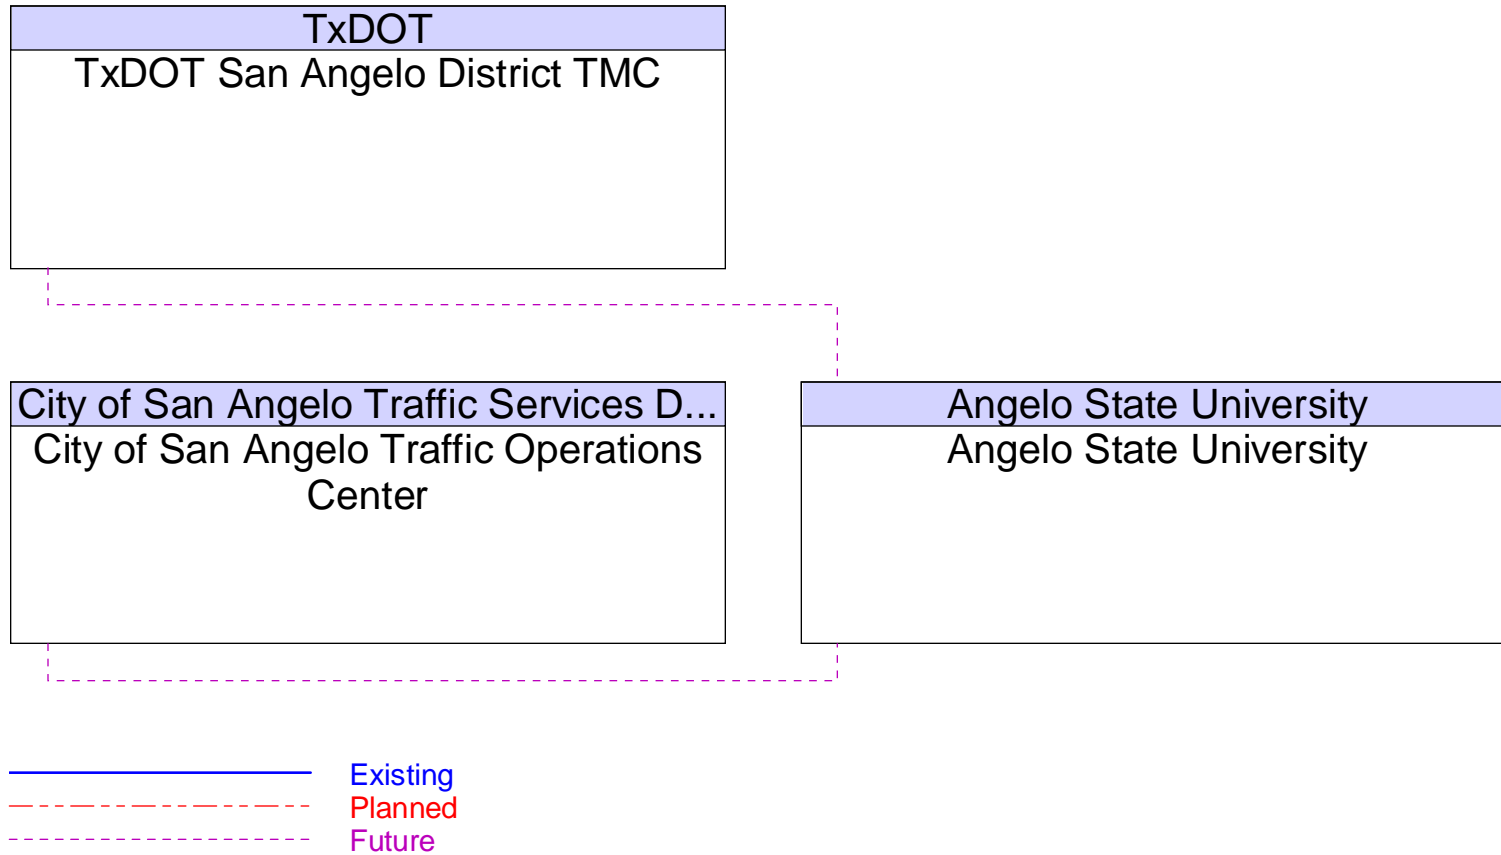 TxDOT
TxDOT San Angelo District TMC
City of San Angelo Traffic Services D...
City of San Angelo Traffic Operations
Center
Angelo State University
Angelo State University
Existing
Planned
Future